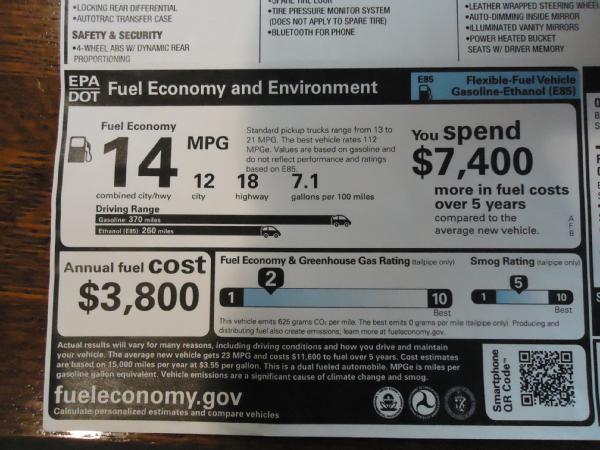 •LOCKING REAR DIFFERENTIAL
•AUTOTRAC TRANSFER CASE
SAFETY & SECURITY
•4-WHEEL ABS W/ DYNAMIC REAR
PROPORTIONING
•TIRE PRESSURE MONITOR SYSTEM
(DOES NOT APPLY TO SPARE TIRE)
•BLUETOOTH FOR PHONE
•LEATHER WRAPPED STEERING WHEEL
•AUTO-DIMMING INSIDE MIRROR
•ILLUMINATED VANITY MIRRORS
•POWER HEATED BUCKET
SEATS W/ DRIVER MEMORY
EPA
DOT
Fuel Economy and Environment
E85
Flexible-Fuel Vehicle
Gasoline-Ethanol (E85)
Fuel Economy
14 MPG
combined city/hwy
12
city
18
highway
7.1
gallons per 100 miles
Standard pickup trucks range from 13 to
21 MPG. The best vehicle rates 112
MPGe. Values are based on gasoline and
do not reflect performance and ratings
based on E85.
Driving Range
Gasoline: 370 miles
Ethanol (E85): 260 miles
You spend
$7,400
more in fuel costs
over 5 years
compared to the
average new vehicle.
A
F
B
Annual fuel cost
$3,800
Fuel Economy & Greenhouse Gas Rating (tailpipe only)
2
1
10
Best
Smog Rating (tailpipe only)
5
1
10
Best
This vehicle emits 625 grams CO₂ per mile. The best emits 0 grams per mile (tailpipe only). Producing and
distributing fuel also create emissions; learn more at fueleconomy.gov.
Actual results will vary for many reasons, including driving conditions and how you drive and maintain
your vehicle. The average new vehicle gets 23 MPG and costs $11,600 to fuel over 5 years. Cost estimates
are based on 15,000 miles per year at $3.55 per gallon. This is a dual fueled automobile. MPGe is miles per
gasoline gallon equivalent. Vehicle emissions are a significant cause of climate change and smog.
fueleconomy.gov
Calculate personalized estimates and compare vehicles
Smartphone
QR Code™